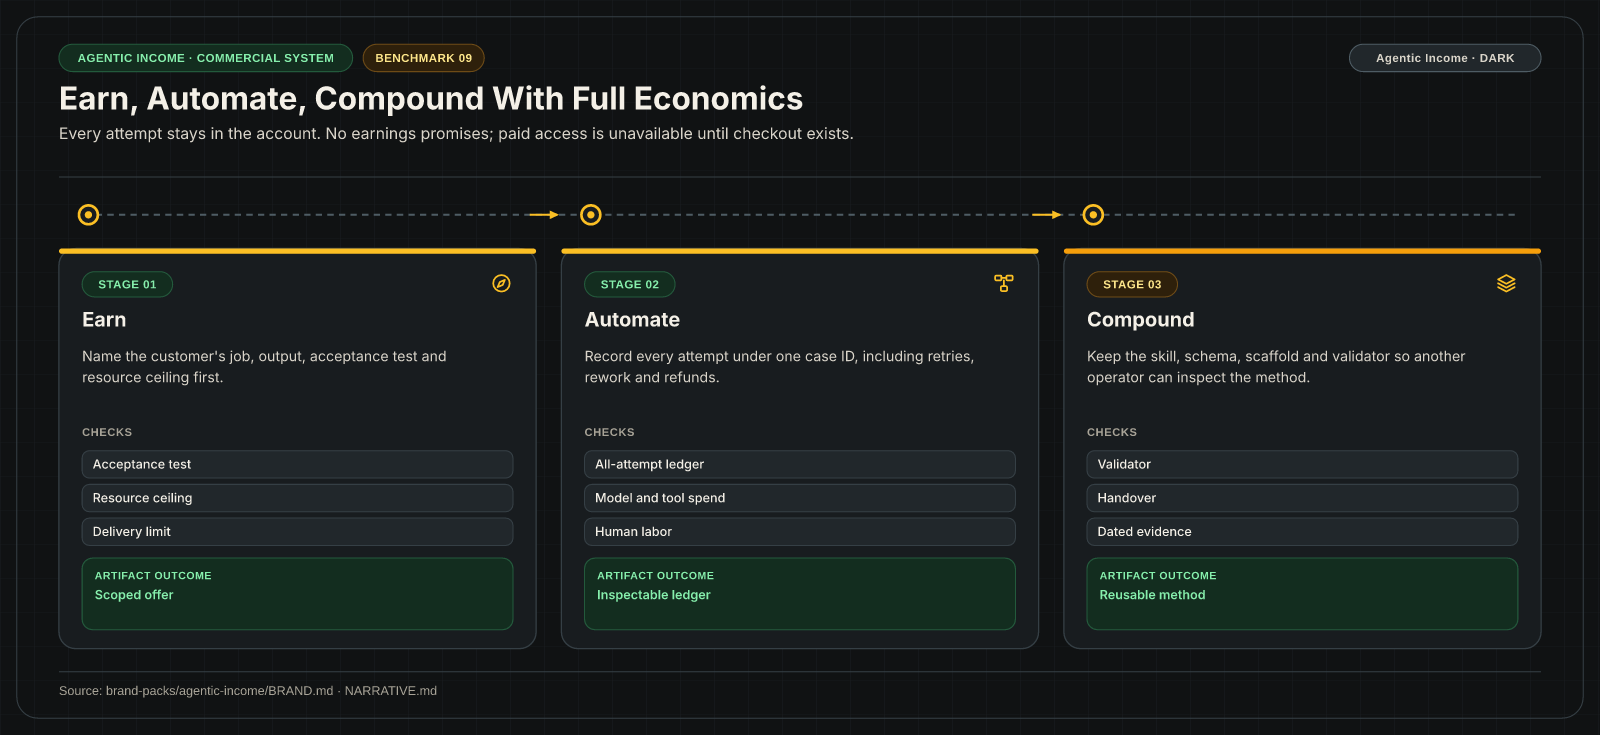 AGENTIC INCOME · COMMERCIAL SYSTEM
BENCHMARK 09
Agentic Income · DARK
Earn, Automate, Compound With Full Economics
Every attempt stays in the account. No earnings promises; paid access is unavailable until checkout exists.
STAGE 01
Earn
Name the customer's job, output, acceptance test and
resource ceiling first.
CHECKS
Acceptance test
Resource ceiling
Delivery limit
ARTIFACT OUTCOME
Scoped offer
STAGE 02
Automate
Record every attempt under one case ID, including retries,
rework and refunds.
CHECKS
All-attempt ledger
Model and tool spend
Human labor
ARTIFACT OUTCOME
Inspectable ledger
STAGE 03
Compound
Keep the skill, schema, scaffold and validator so another
operator can inspect the method.
CHECKS
Validator
Handover
Dated evidence
ARTIFACT OUTCOME
Reusable method
Source: brand-packs/agentic-income/BRAND.md · NARRATIVE.md